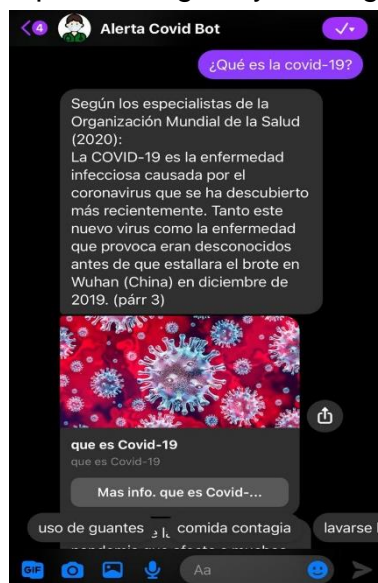 4
Alerta Covid Bot
¿Qué es la covid-19?
Según los especialistas de la
Organización Mundial de la Salud
(2020):
La COVID-19 es la enfermedad
infecciosa causada por el
coronavirus que se ha descubierto
más recientemente. Tanto este
nuevo virus como la enfermedad
que provoca eran desconocidos
antes de que estallara el brote en
Wuhan (China) en diciembre de
2019. (párr 3)
que es Covid-19
que es Covid-19
Mas info. que es Covid-...
uso de guantes
comida contagia
lavarse
GIF
Aa